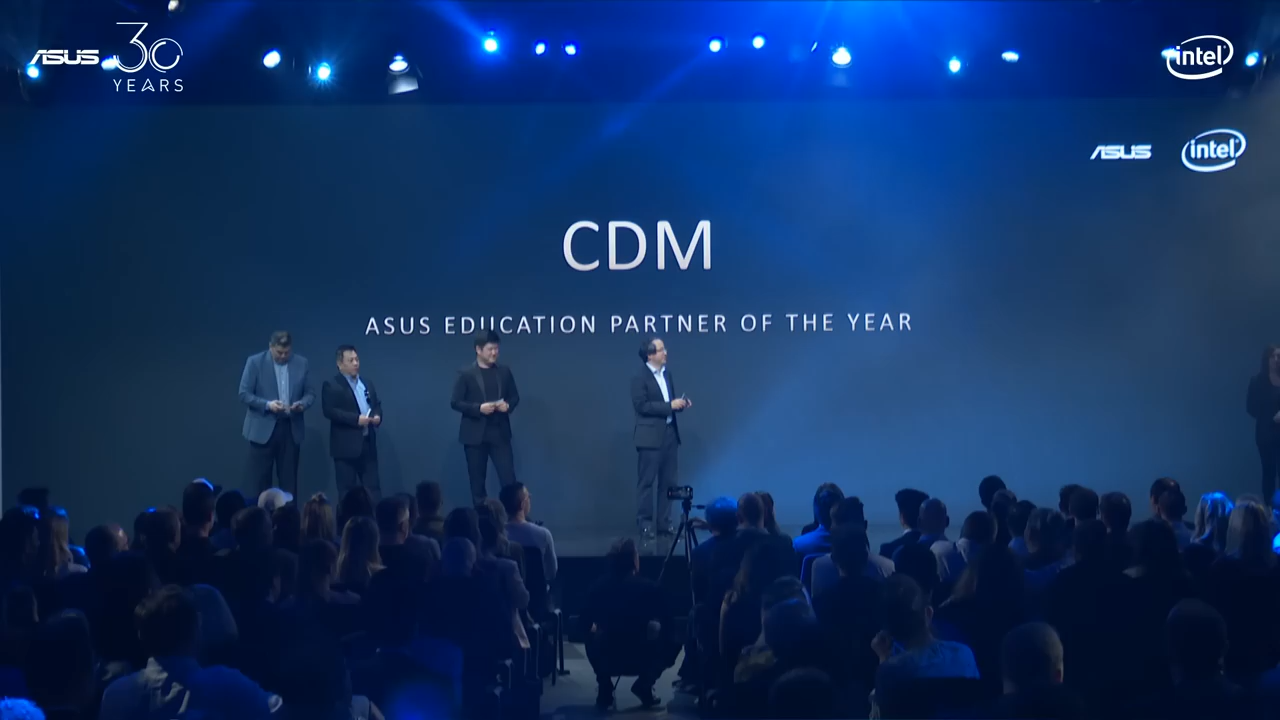 ASUS 30
YEARS
intel
ASUS intel
CDM
ASUS EDUCATION PARTNER OF THE YEAR